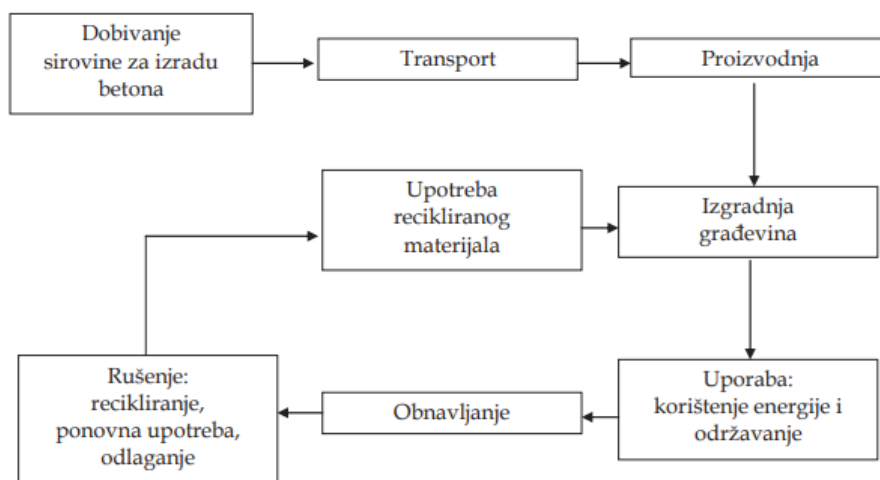 Dobivanje
sirovine za izradu
betona
Transport
Proizvodnja
Upotreba
recikliranog
materijala
Izgradnja
građevina
Rušenje:
recikliranje,
ponovna upotreba,
odlaganje
Obnavljanje
Uporaba:
korištenje energije i
održavanje